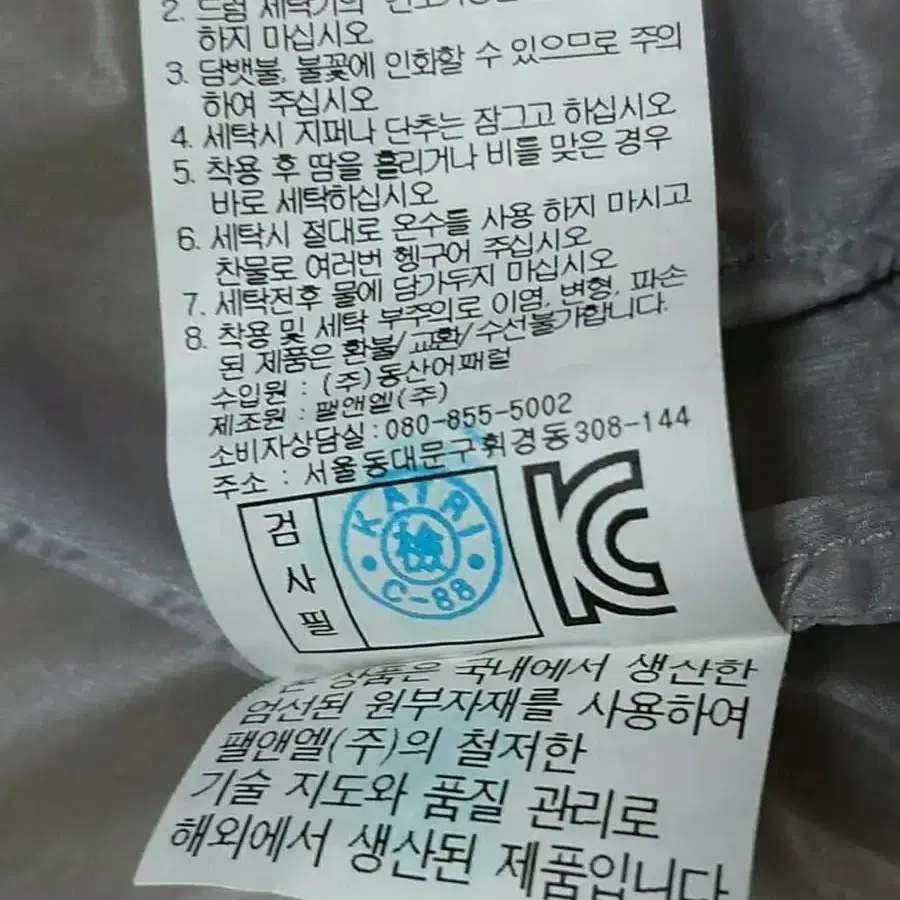 2. 드럼 세탁기의
하지 마십시오
3. 담뱃불, 불꽃에 인화할 수 있으므로 주의
하여 주십시오
4. 세탁시 지퍼나 단추는 잠그고 하십시오
5. 착용 후 땀을 흘리거나 비를 맞은 경우
바로 세탁하십시오
6. 세탁시 절대로 온수를 사용 하지 마시고
찬물로 여러번 헹구어 주십시오
7. 세탁전후 물에 담가두지 마십시오
8. 착용 및 세탁 부주의로 이염, 변형, 파손
된 제품은 환불/교환/수선불가합니다.
수입원 : (주)동산어패럴
제조원 : 팰앤엘(주)
소비자상담실:080-855-5002
주소 : 서울동대문구휘경동308-144
검사필
KATRI
檢
C-88
상품은 국내에서 생산한
엄선된 원부자재를 사용하여
팰앤엘(주)의 철저한
기술 지도와 품질 관리로
해외에서 생산된 제품입니다